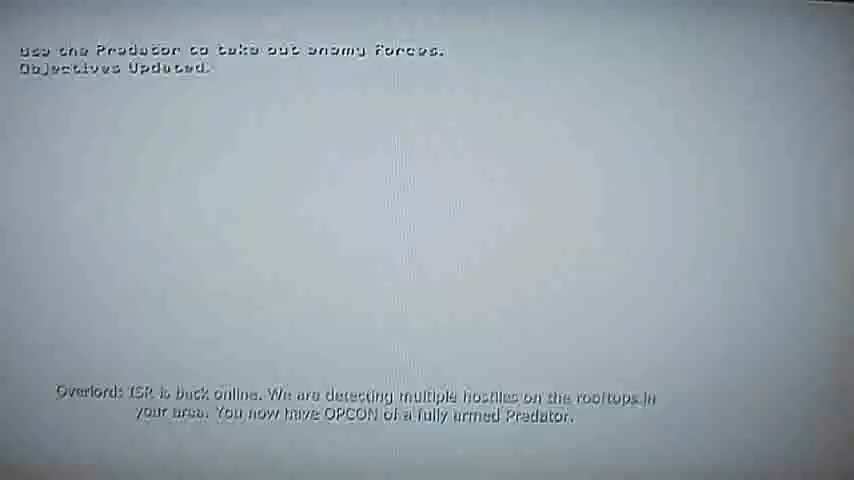 Use the Predator to take out enemy forces.
Objectives Updated.
Overlord: ISR is back online. We are detecting multiple hostiles on the rooftops in
your area. You now have OPCON of a fully armed Predator.